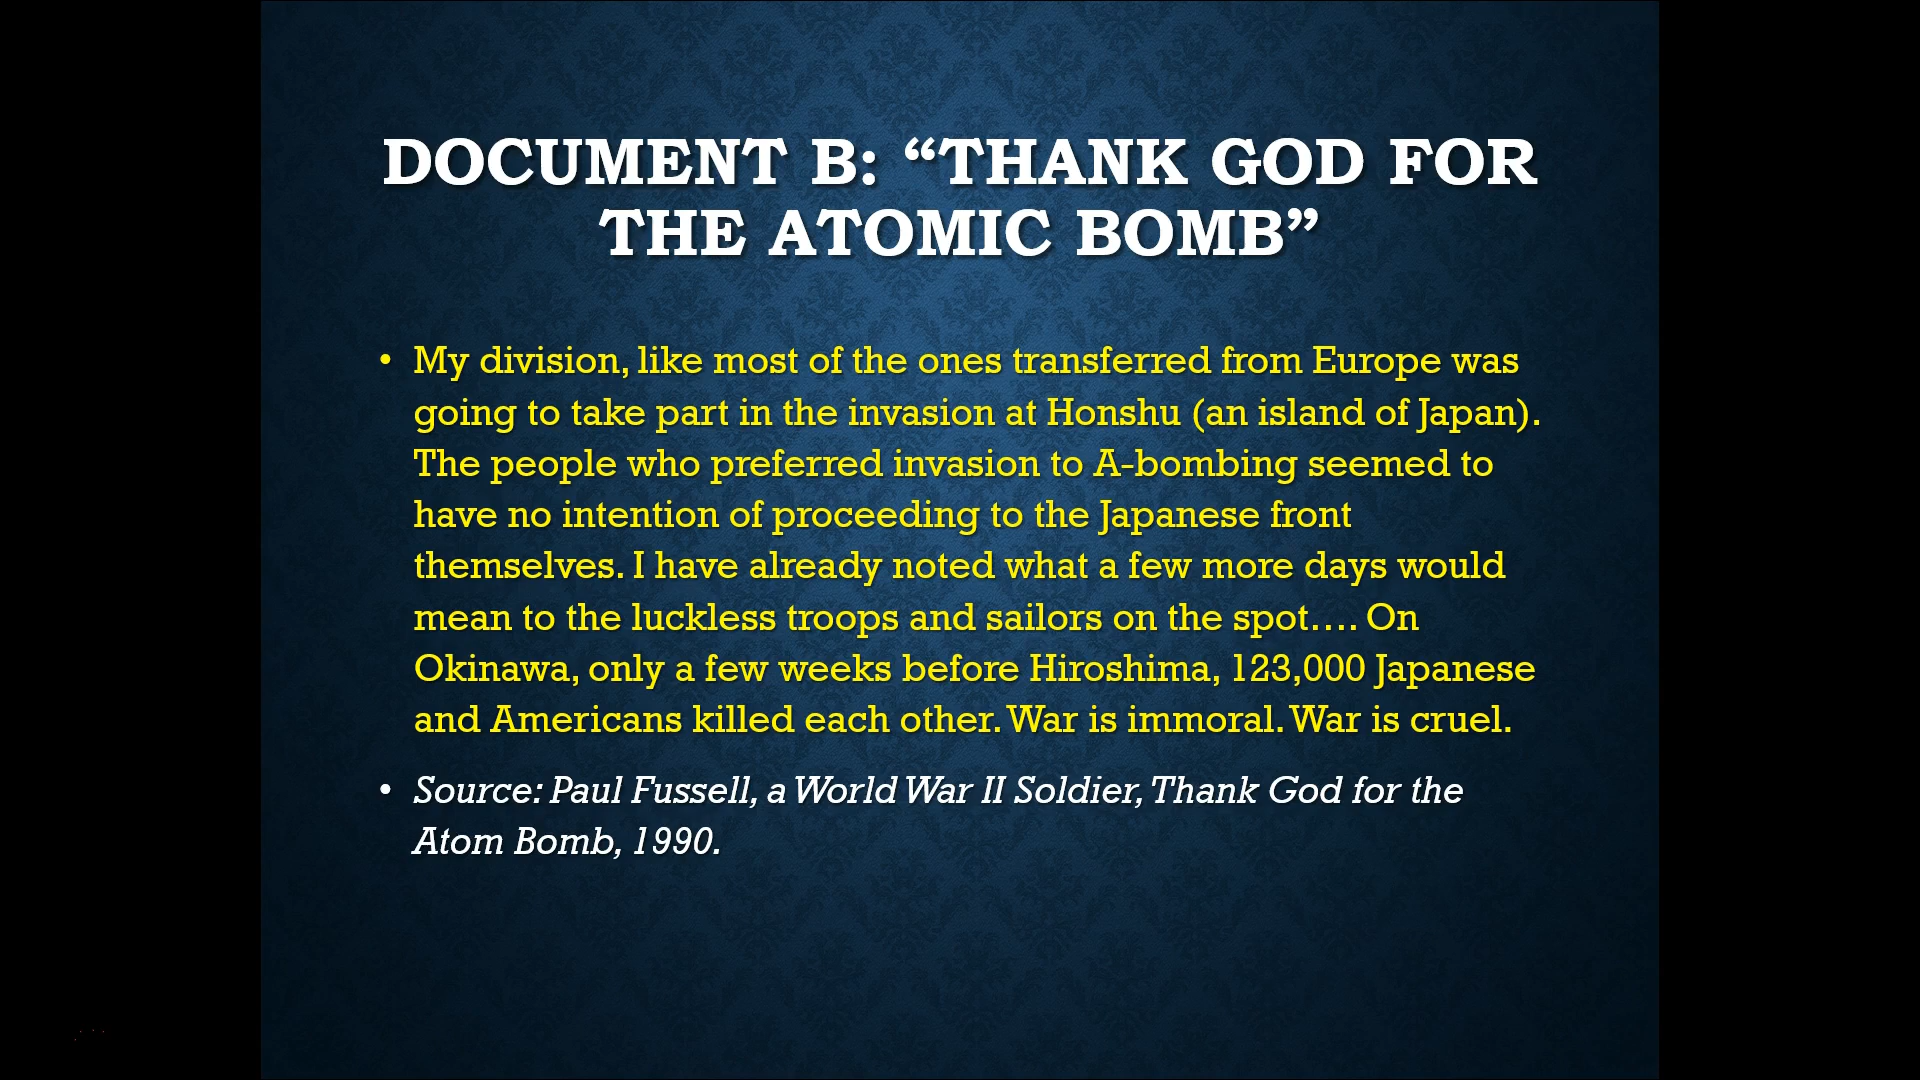 DOCUMENT B: “THANK GOD FOR
THE ATOMIC BOMB”
• My division, like most of the ones transferred from Europe was
going to take part in the invasion at Honshu (an island of Japan).
The people who preferred invasion to A-bombing seemed to
have no intention of proceeding to the Japanese front
themselves. I have already noted what a few more days would
mean to the luckless troops and sailors on the spot…. On
Okinawa, only a few weeks before Hiroshima, 123,000 Japanese
and Americans killed each other. War is immoral. War is cruel.
• Source: Paul Fussell, a World War II Soldier, Thank God for the
Atom Bomb, 1990.